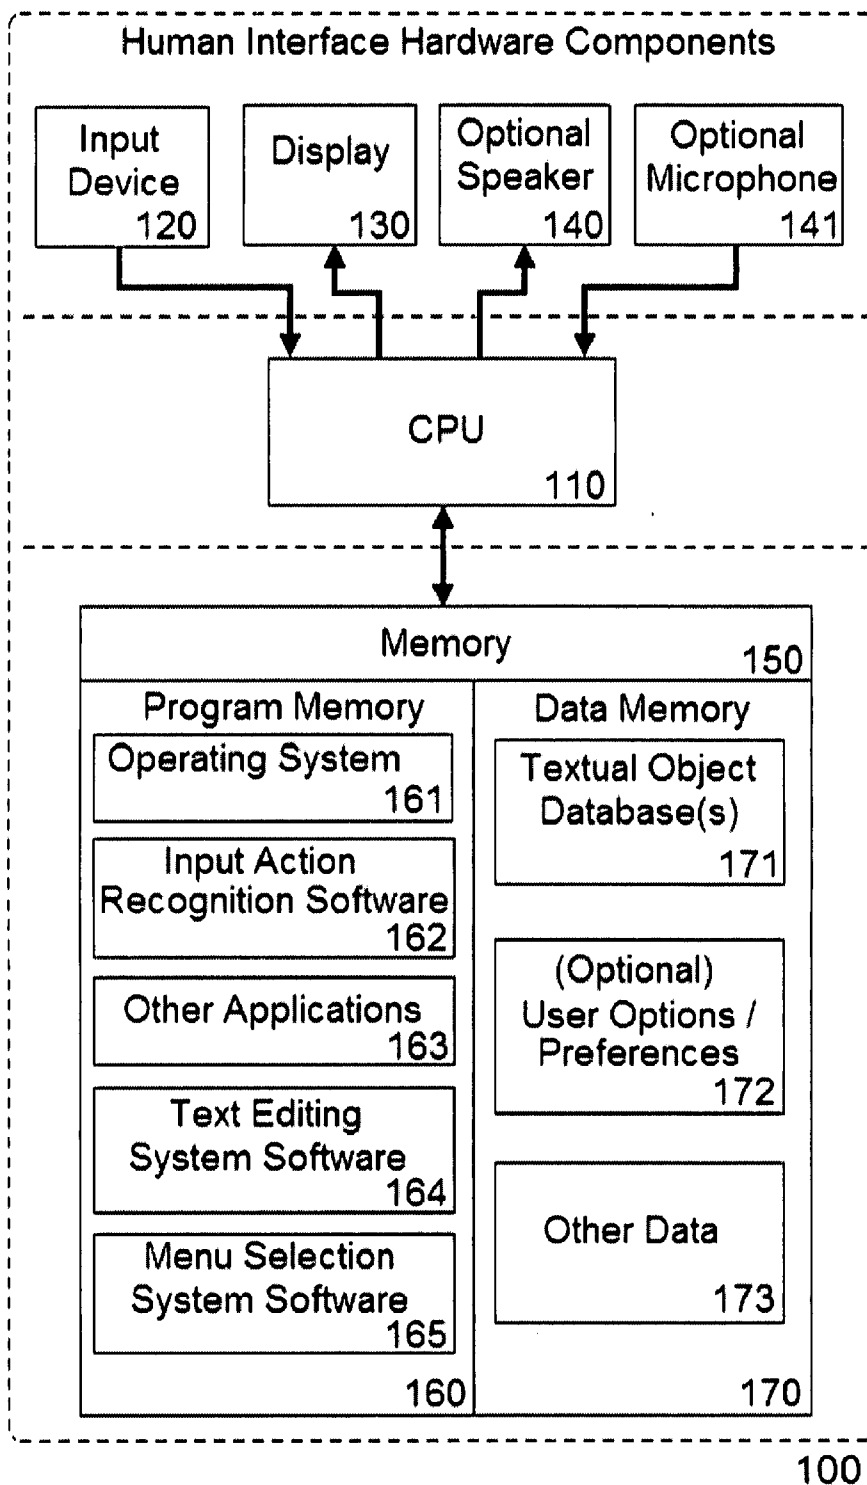 Human Interface Hardware Components
Input
Device
120
Display
130
Optional
Speaker
140
Optional
Microphone
141
CPU
110
Memory
150
Program Memory
Operating System
161
Input Action
Recognition Software
162
Other Applications
163
Text Editing
System Software
164
Menu Selection
System Software
165
160
Data Memory
Textual Object
Database(s)
171
(Optional)
User Options /
Preferences
172
Other Data
173
170
100